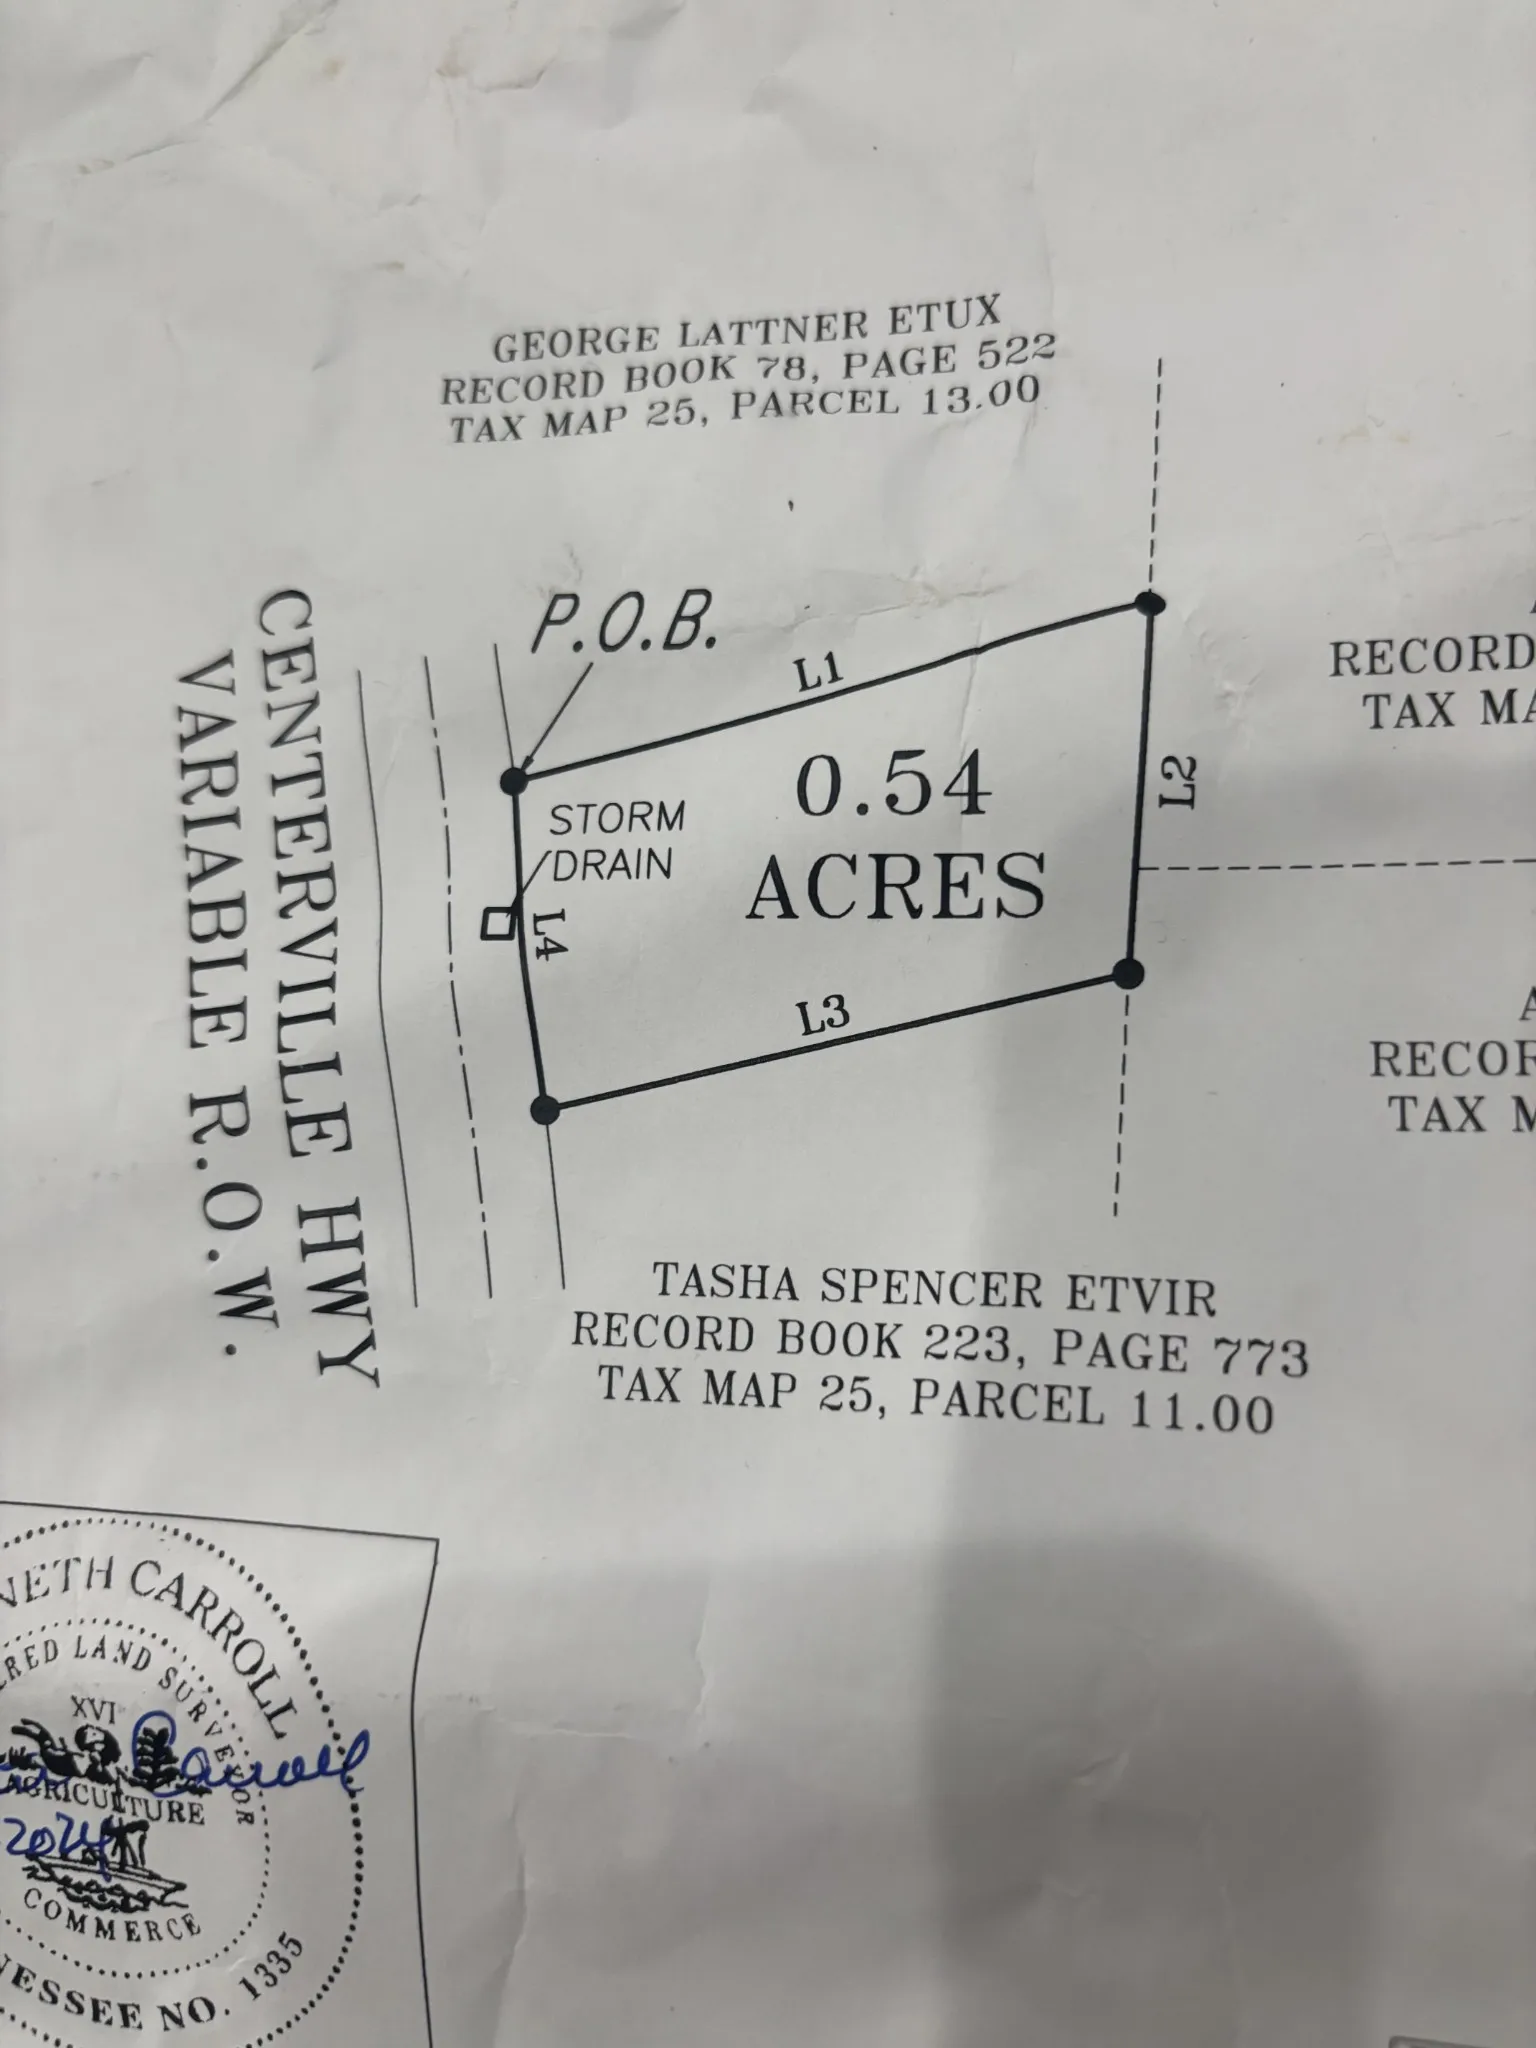 GEORGE LATTNER ETUX
RECORD BOOK 78, PAGE 522
TAX MAP 25, PARCEL 13.00
P.O.B.
L1
0.54
ACRES
STORM
DRAIN
L2
L4
L3
CENTERVILLE HWY
VARIABLE R.O.W.
RECORD
TAX
RECOR
TAX
TASHA SPENCER ETVIR
RECORD BOOK 223, PAGE 773
TAX MAP 25, PARCEL 11.00
NETH CARROLL
RED LAND SURVEYOR
XVI
Carroll
AGRICULTURE
2024
COMMERCE
NESSEE NO. 1335